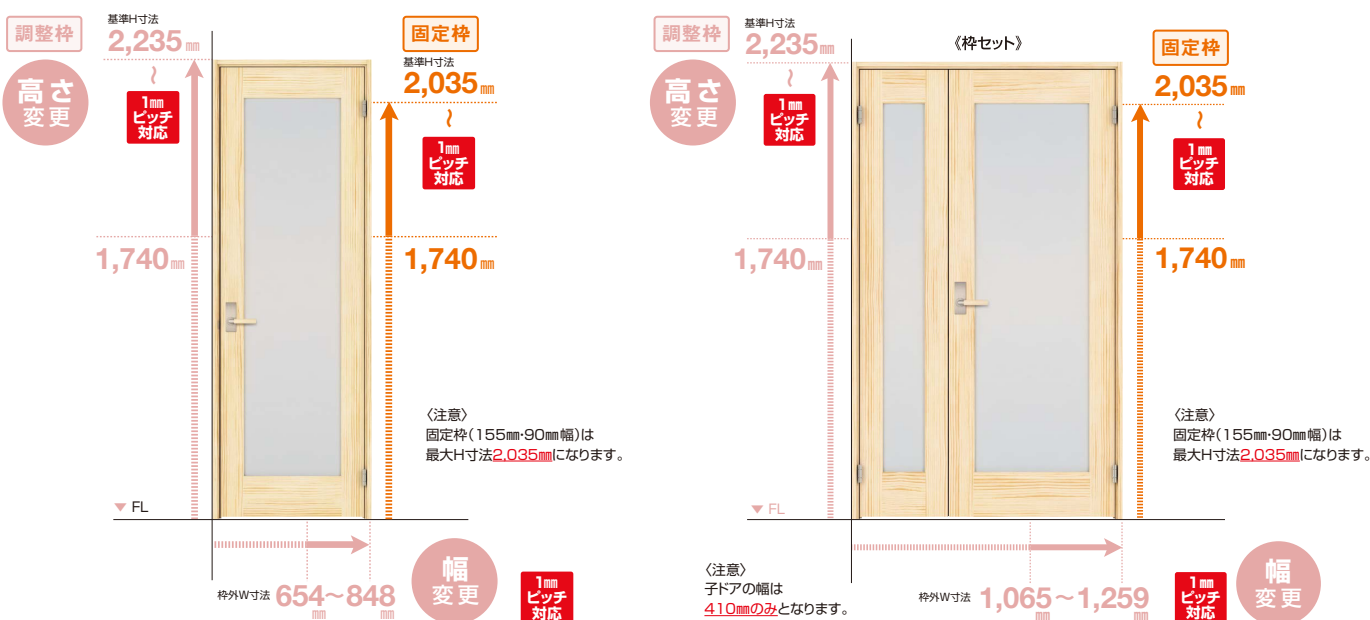 調整枠
基準H寸法
2,235㎜
高さ
変更
〜
1㎜
ピッチ
対応
1,740㎜
固定枠
基準H寸法
2,035㎜
〜
1㎜
ピッチ
対応
1,740㎜
〈注意〉
固定枠(155㎜・90㎜幅)は
最大H寸法2,035㎜になります。
▼ FL
枠外W寸法 654〜848
㎜ ㎜
幅
変更
1㎜
ピッチ
対応
調整枠
基準H寸法
2,235㎜
高さ
変更
〜
1㎜
ピッチ
対応
1,740㎜
《枠セット》
固定枠
2,035㎜
〜
1㎜
ピッチ
対応
1,740㎜
〈注意〉
固定枠(155㎜・90㎜幅)は
最大H寸法2,035㎜になります。
▼ FL
〈注意〉
子ドアの幅は
410㎜のみとなります。
枠外W寸法 1,065〜1,259
㎜ ㎜
1㎜
ピッチ
対応
幅
変更